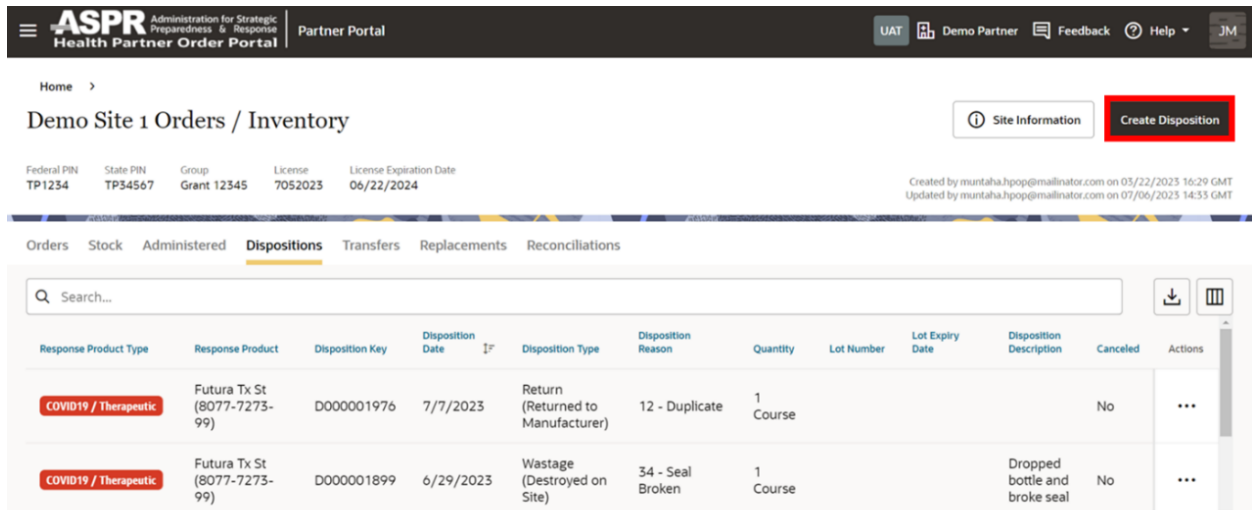 ASPR Administration for Strategic Preparedness & Response
Health Partner Order Portal
Partner Portal
UAT
Demo Partner
Feedback
Help
JM
Home >
Demo Site 1 Orders / Inventory
Site Information
Create Disposition
Federal PIN State PIN Group License License Expiration Date
TP1234 TP34567 Grant 12345 7052023 06/22/2024
Created by muntaha.hpop@mailinator.com on 03/22/2023 16:29 GMT
Updated by muntaha.hpop@mailinator.com on 07/06/2023 14:33 GMT
Orders Stock Administered Dispositions Transfers Replacements Reconciliations
Search...
Response Product Type
Response Product
Disposition Key
Disposition
Date
Disposition Type
Disposition
Reason
Quantity
Lot Number
Lot Expiry
Date
Disposition
Description
Canceled
Actions
COVID19 / Therapeutic
Futura Tx St
(8077-7273-
99)
D000001976
7/7/2023
Return
(Returned to
Manufacturer)
12 - Duplicate
1
Course
No
...
COVID19 / Therapeutic
Futura Tx St
(8077-7273-
99)
D000001899
6/29/2023
Wastage
(Destroyed on
Site)
34 - Seal
Broken
1
Course
Dropped
bottle and
broke seal
No
...